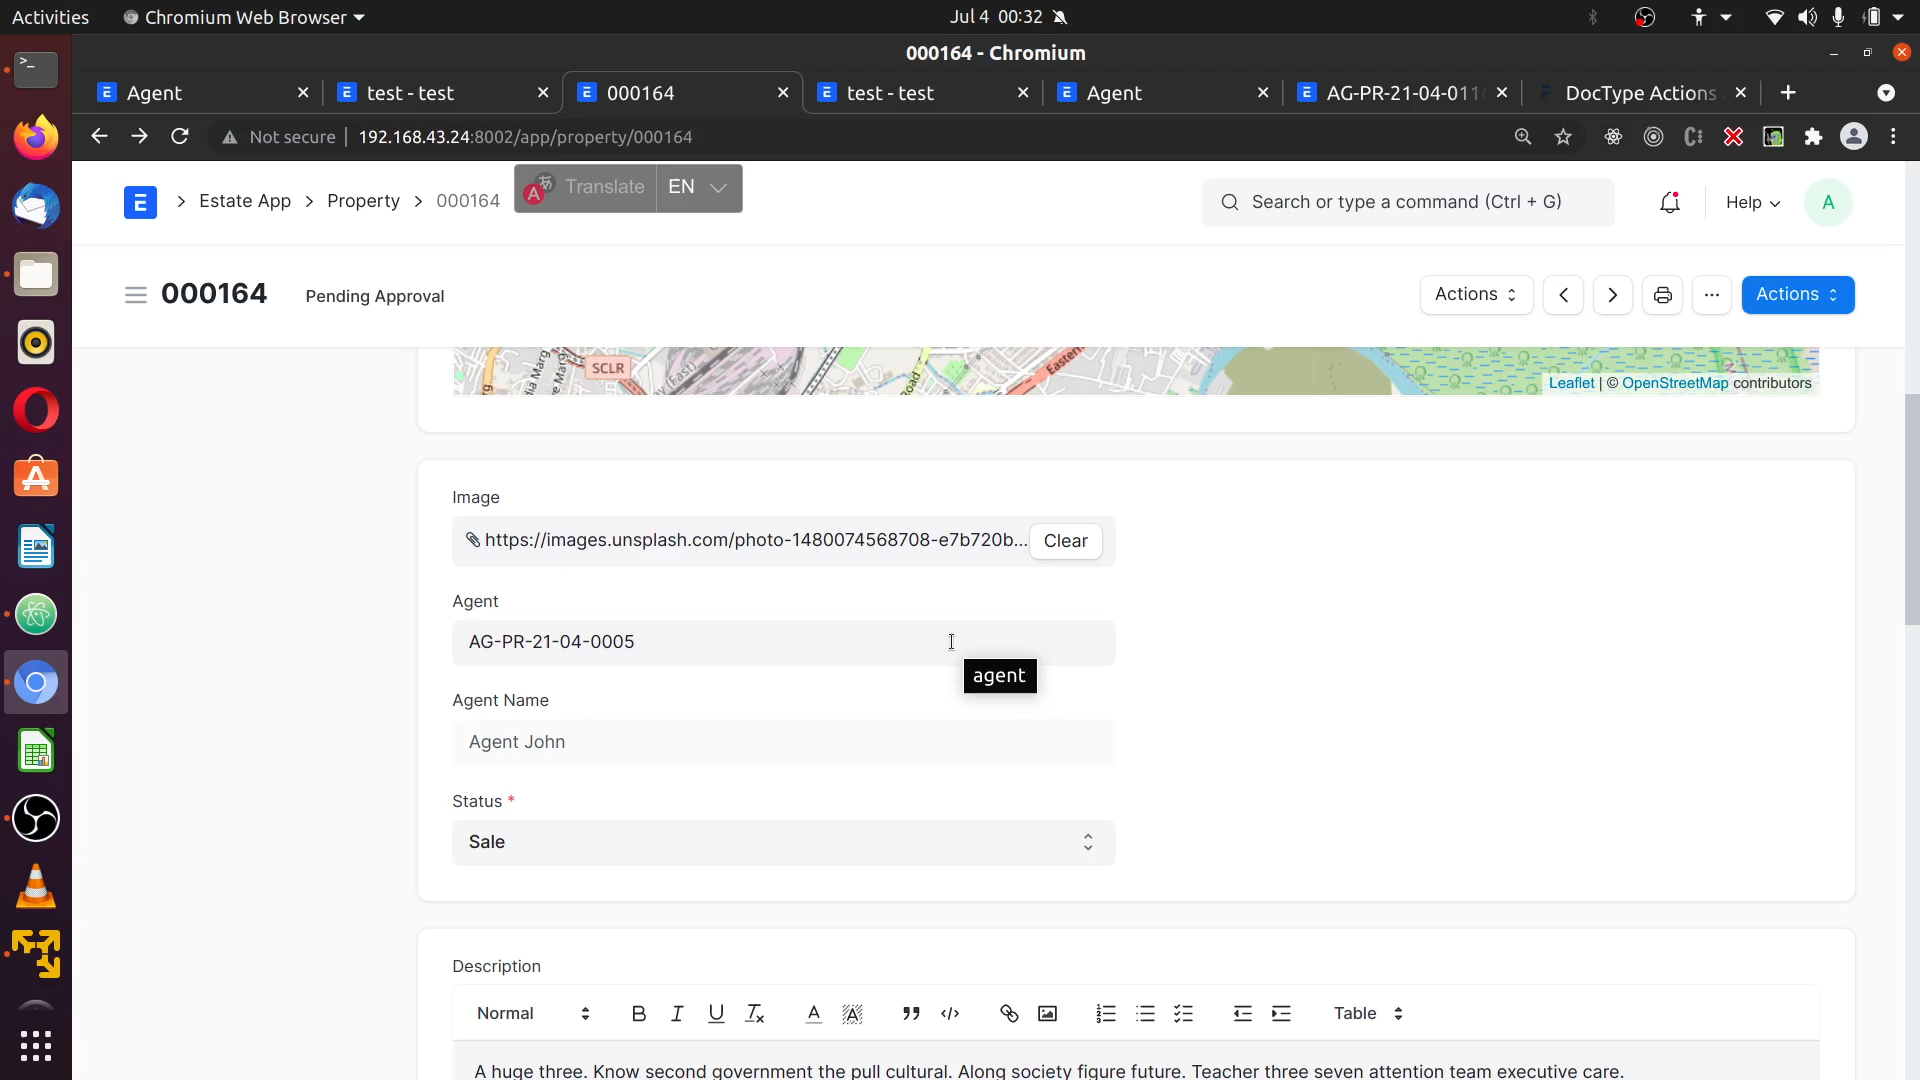 Activities Chromium Web Browser Jul 4 00:32
000164 - Chromium
Agent test - test 000164 test - test Agent AG-PR-21-04-011 DocType Actions
Not secure 192.168.43.24:8002/app/property/000164
E > Estate App > Property > 000164 Translate EN Search or type a command (Ctrl + G) Help A
000164 Pending Approval Actions ... Actions
SCLR
Leaflet | © OpenStreetMap contributors
Image
https://images.unsplash.com/photo-1480074568708-e7b720b... Clear
Agent
AG-PR-21-04-0005
agent
Agent Name
Agent John
Status *
Sale
Description
Normal B I U Table
A huge three. Know second government the pull cultural. Along society figure future. Teacher three seven attention team executive care.